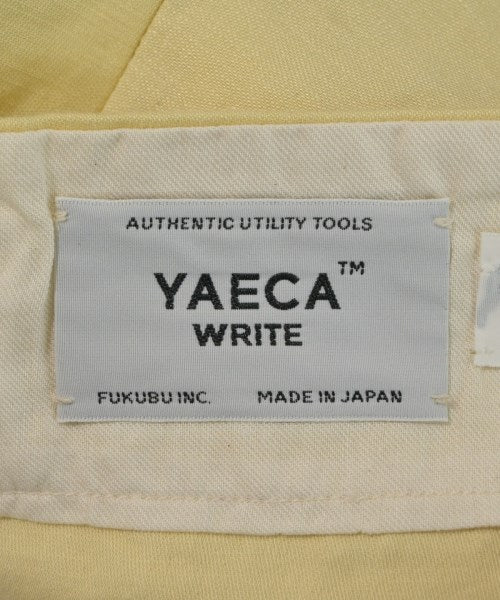 AUTHENTIC UTILITY TOOLS
YAECA™
WRITE
FUKUBU INC. MADE IN JAPAN